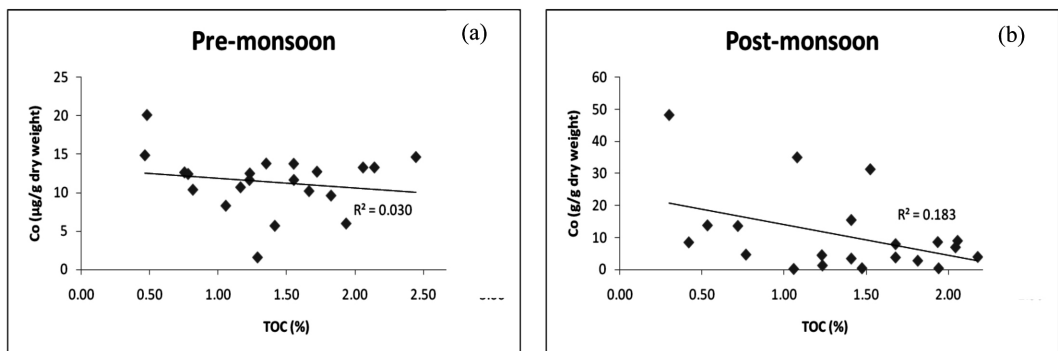 Pre-monsoon
(a)
Co (µg/g dry weight)
25
20
15
10
5
0
R² = 0.030
0.00 0.50 1.00 1.50 2.00 2.50
TOC (%)
Post-monsoon
(b)
Co (g/g dry weight)
60
50
40
30
20
10
0
R² = 0.183
0.00 0.50 1.00 1.50 2.00
TOC (%)